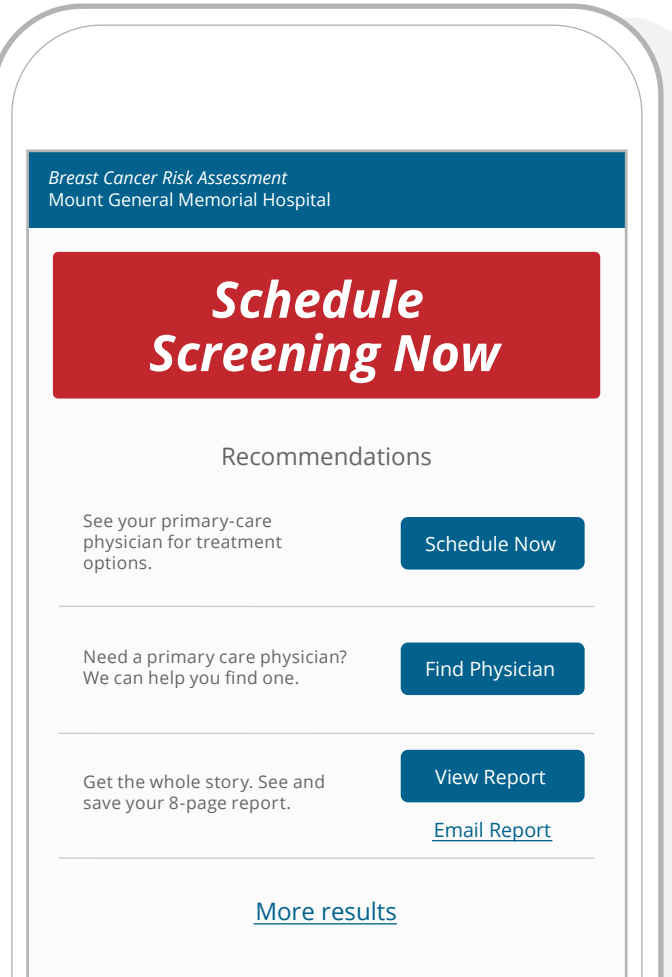 Breast Cancer Risk Assessment
Mount General Memorial Hospital
Schedule
Screening Now
Recommendations
See your primary-care
physician for treatment
options.
Schedule Now
Need a primary care physician?
We can help you find one.
Find Physician
Get the whole story. See and
save your 8-page report.
View Report
Email Report
More results